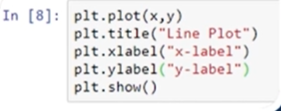 In [8]: plt.plot(x,y)
plt.title("Line Plot")
plt.xlabel("x-label")
plt.ylabel("y-label")
plt.show()